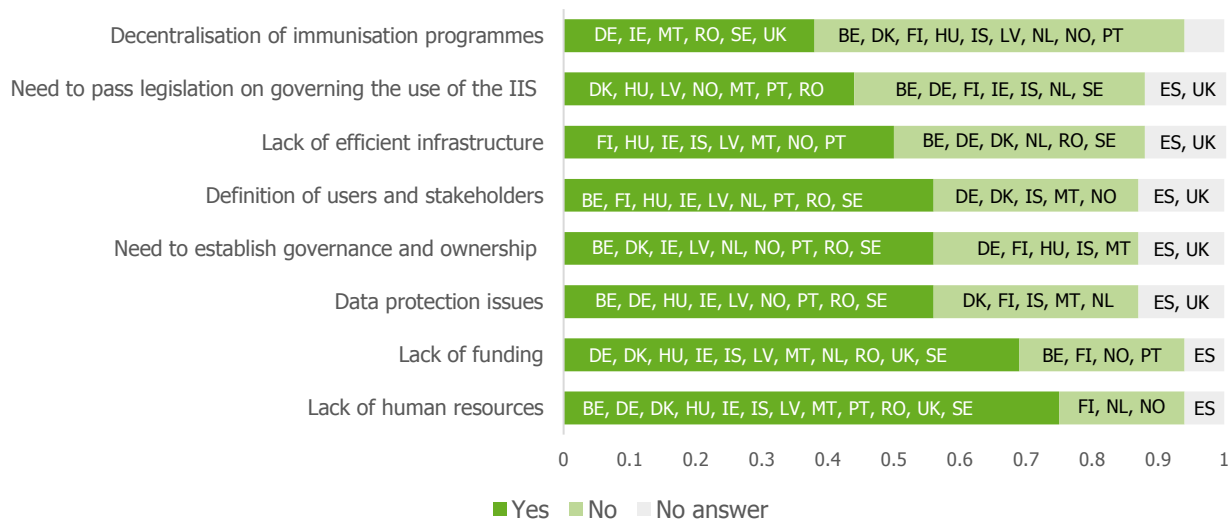 Decentralisation of immunisation programmes DE, IE, MT, RO, SE, UK BE, DK, FI, HU, IS, LV, NL, NO, PT
Need to pass legislation on governing the use of the IIS DK, HU, LV, NO, MT, PT, RO BE, DE, FI, IE, IS, NL, SE ES, UK
Lack of efficient infrastructure FI, HU, IE, IS, LV, MT, NO, PT BE, DE, DK, NL, RO, SE ES, UK
Definition of users and stakeholders BE, FI, HU, IE, LV, NL, PT, RO, SE DE, DK, IS, MT, NO ES, UK
Need to establish governance and ownership BE, DK, IE, LV, NL, NO, PT, RO, SE DE, FI, HU, IS, MT ES, UK
Data protection issues BE, DE, HU, IE, LV, NO, PT, RO, SE DK, FI, IS, MT, NL ES, UK
Lack of funding DE, DK, HU, IE, IS, LV, MT, NL, RO, UK, SE BE, FI, NO, PT ES
Lack of human resources BE, DE, DK, HU, IE, IS, LV, MT, PT, RO, UK, SE FI, NL, NO ES
0 0.1 0.2 0.3 0.4 0.5 0.6 0.7 0.8 0.9 1
Yes No No answer